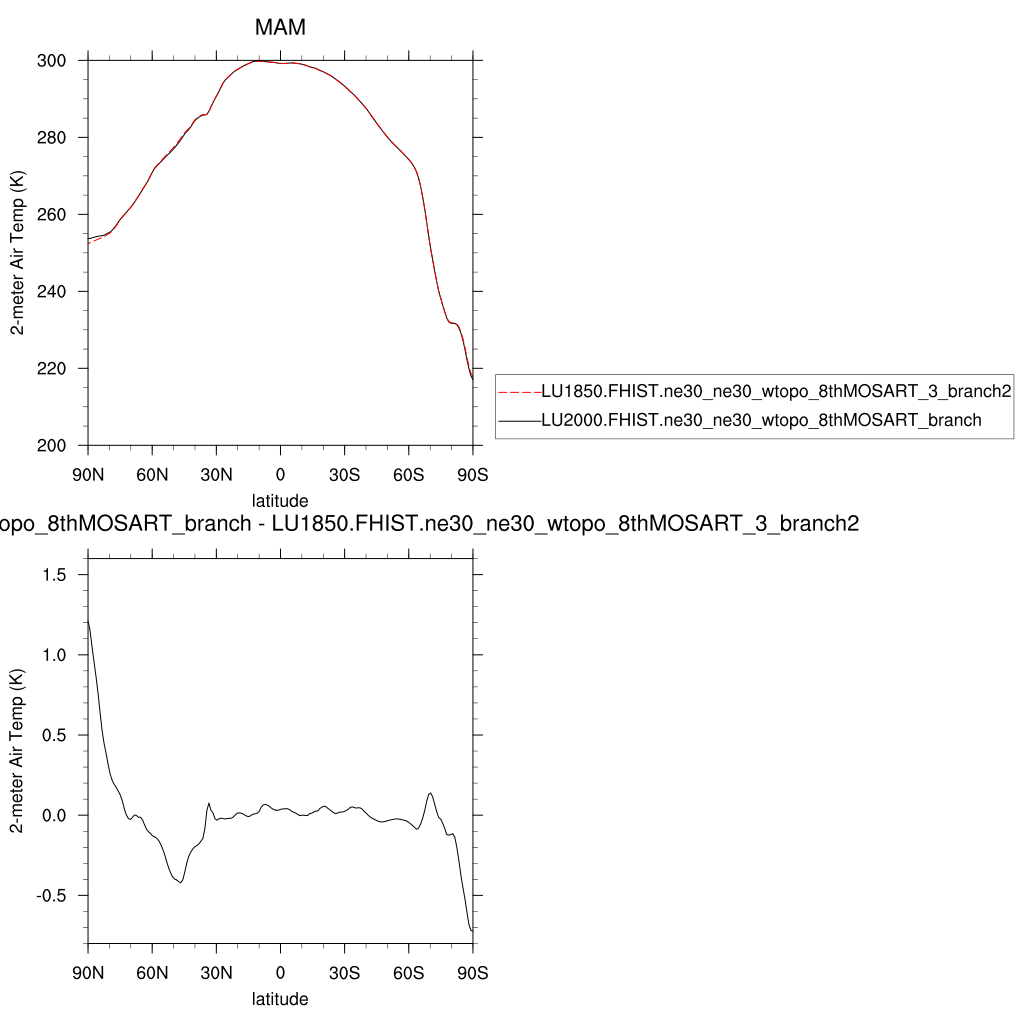 MAM
300
280
260
240
220
200
2-meter Air Temp (K)
90N 60N 30N 0 30S 60S 90S
latitude
LU1850.FHIST.ne30_ne30_wtopo_8thMOSART_3_branch2
LU2000.FHIST.ne30_ne30_wtopo_8thMOSART_branch
opo_8thMOSART_branch - LU1850.FHIST.ne30_ne30_wtopo_8thMOSART_3_branch2
1.5
1.0
0.5
0.0
-0.5
2-meter Air Temp (K)
90N 60N 30N 0 30S 60S 90S
latitude